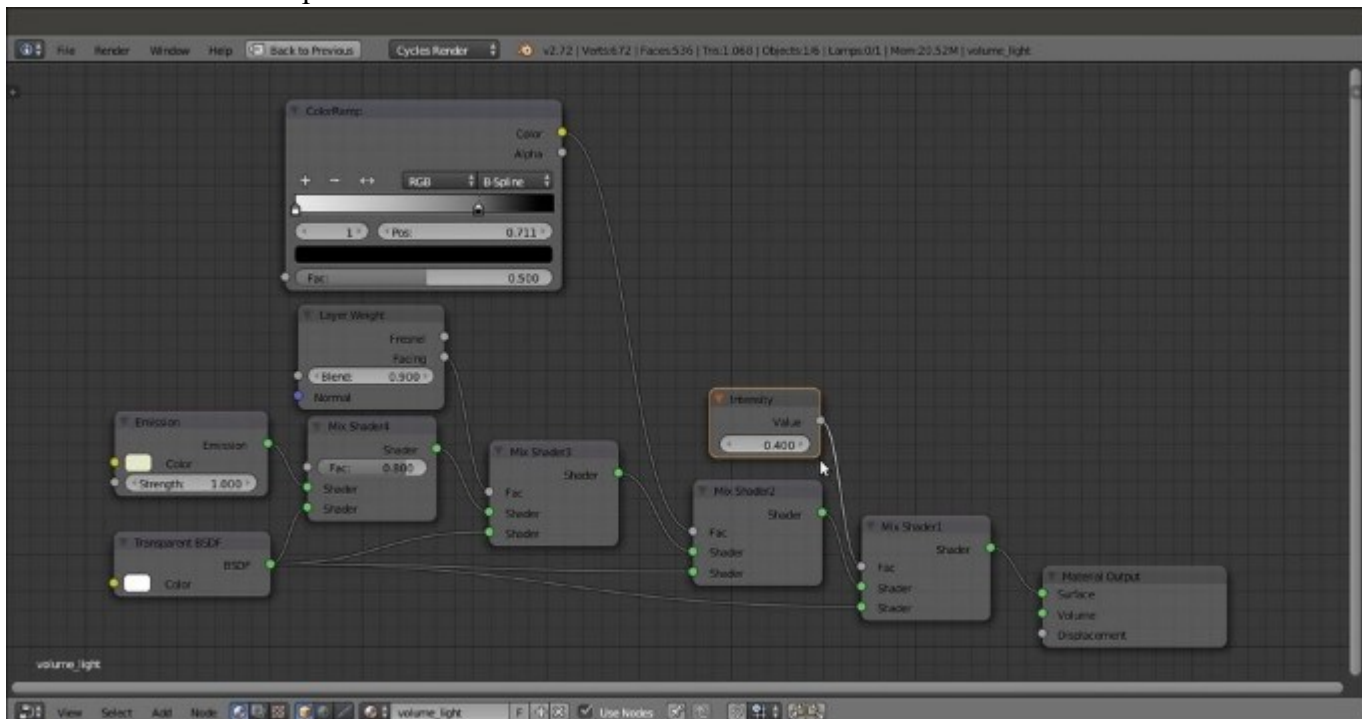 File Render Window Help Back to Previous Cycles Render v2.72 | Verts:672 | Faces:536 | Tris:1,068 | Objects:1/6 | Lamps:0/1 | Mem:20.52M | volume_light
ColorRamp
Color
Alpha
+ − ↔ RGB B-Spline
1 Pos: 0.711
Fac: 0.500
Layer Weight
Fresnel
Facing
Blend: 0.900
Normal
Emission
Emission
Color
Strength: 1.000
Mix Shader4
Shader
Fac: 0.800
Shader
Shader
Transparent BSDF
BSDF
Color
Mix Shader3
Shader
Fac
Shader
Shader
Intensity
Value
0.400
Mix Shader2
Shader
Fac
Shader
Shader
Mix Shader1
Shader
Fac
Shader
Shader
Material Output
Surface
Volume
Displacement
volume_light
View Select Add Node volume_light F Use Nodes